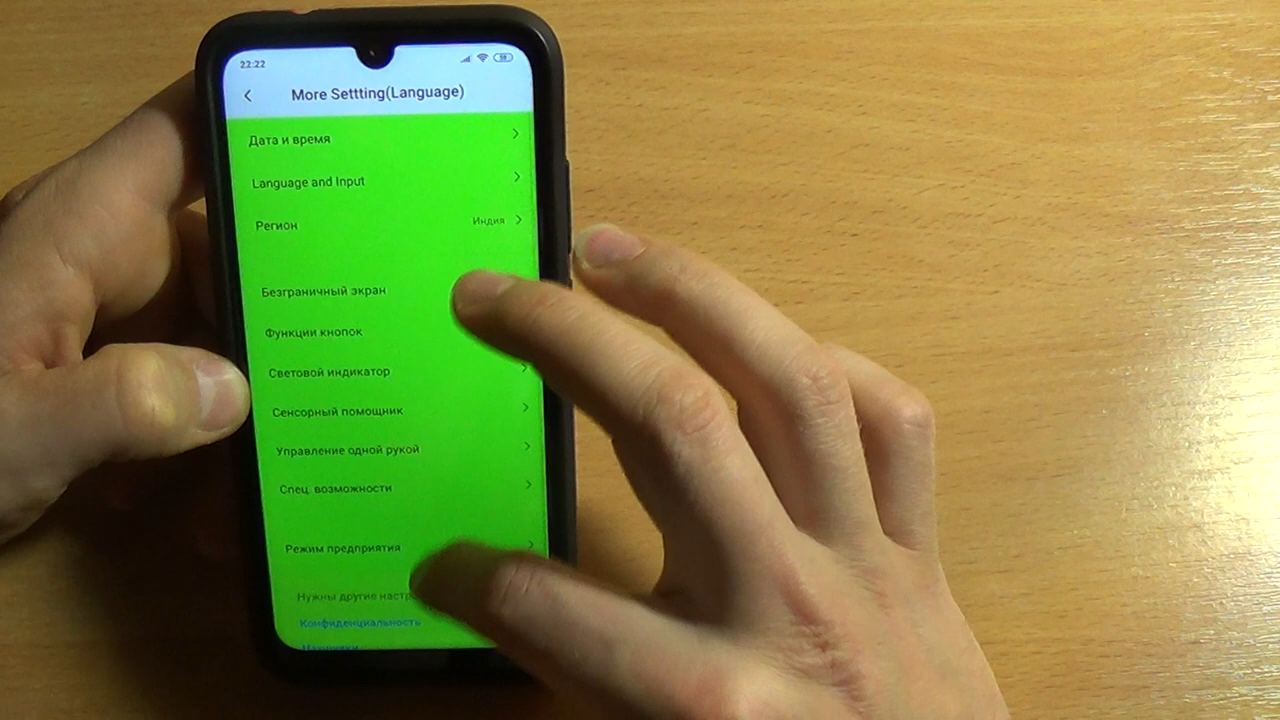 22:22
59
More Settting(Language)
Дата и время
Language and Input
Регион Индия
Безграничный экран
Функции кнопок
Световой индикатор
Сенсорный помощник
Управление одной рукой
Спец. возможности
Режим предприятия
Нужны другие
Конфиденциальность